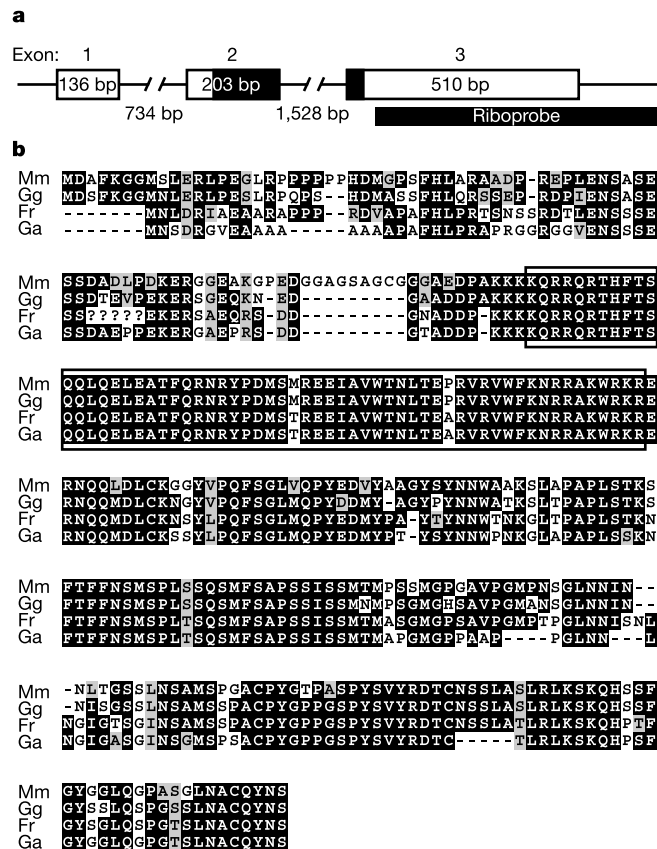 a
Exon: 1 2 3
136 bp 203 bp 510 bp
734 bp 1,528 bp Riboprobe
b
Mm MDAFKGGMSLERLPEGLRPPPPPPHDMGPSFHLARAADP-REPLENSASE
Gg MDSFKGGMNLERLPESLRPQPS--HDMASSFHLQRSSEP-RDPIENSASE
Fr -------MNLDRIAEAARAPPP--RDVAPAFHLPRTSNSSRDTLENSSSE
Ga -------MNSDRGVEAAAA-----AAAAPAFHLPRAPRGGRGGVENSSSE
Mm SSDADLPDKERGGEAKGPEDGGAGSAGCGGGAEDPAKKKKQRRQRTHFTS
Gg SSDTEVPEKERSGEQKN-ED---------GAADDPAKKKKQRRQRTHFTS
Fr SS?????EKERSAEQRS-DD---------GNADDP-KKKKQRRQRTHFTS
Ga SSDAEPPEKERGAEPRS-DD---------GTADDP-KKKKQRRQRTHFTS
Mm QQLQELEATFQRNRYPDMSMREEIAVWTNLTEPRVRVWFKNRRAKWRKRE
Gg QQLQELEATFQRNRYPDMSMREEIAVWTNLTEPRVRVWFKNRRAKWRKRE
Fr QQLQELEATFQRNRYPDMSTREEIAVWTNLTEARVRVWFKNRRAKWRKRE
Ga QQLQELEATFQRNRYPDMSTREEIAVWTNLTEARVRVWFKNRRAKWRKRE
Mm RNQQLDLCKGGYVPQFSGLVQPYEDVYAAGYSYNNWAAKSLAPAPLSTKS
Gg RNQQMDLCKNGYVPQFSGLMQPYDDMY-AGYPYNNWATKSLTPAPLSTKS
Fr RNQQMDLCKNSYLPQFSGLMQPYEDMYPA-YTYNNWTNKGLTPAPLSTKN
Ga RNQQMDLCKSSYLPQFSGLMQPYEDMYPT-YSYNNWPNKGLAPAPLSSKN
Mm FTFFNSMSPLSSQSMFSAPSSISSMTMPSSMGPGAVPGMPNSGLNNIN--
Gg FTFFNSMSPLSSQSMFSAPSSISSMNMPSGMGHSAVPGMANSGLNNIN--
Fr FTFFNSMSPLTSQSMFSAPSSISSMTMASGMGPSAVPGMPTPGLNNISNL
Ga FTFFNSMSPLTSQSMFSAPSSISSMTMAPGMGPPAAP----PGLNN---L
Mm -NLTGSSLNSAMSPGACPYGTPASPYSVYRDTCNSSLASLRLKSKQHSSF
Gg -NISGSSLNSAMSSPACPYGPPGSPYSVYRDTCNSSLASLRLKSKQHSSF
Fr NGIGTSGINSAMSSPACPYGPPGSPYSVYRDTCNSSLATLRLKSKQHPTF
Ga NGIGASGINSGMSPSACPYGPPGSPYSVYRDTC-----TLRLKSKQHPSF
Mm GYGGLQGPASGLNACQYNS
Gg GYSSLQSPGSSLNACQYNS
Fr GYSGLQSPGTSLNACQYNS
Ga GYGGLQGPGTSLNACQYNS